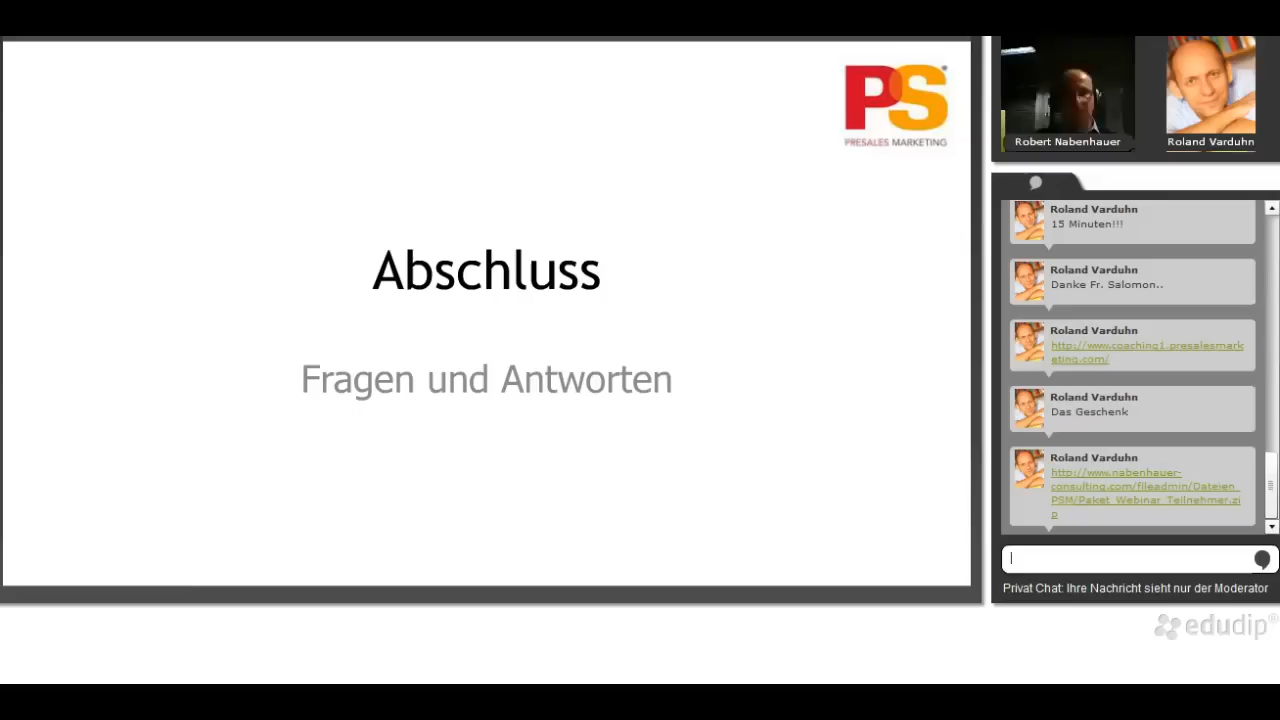 PS®
PRESALES MARKETING
Abschluss
Fragen und Antworten
Robert Nabenhauer
Roland Varduhn
Roland Varduhn
15 Minuten!!!
Roland Varduhn
Danke Fr. Salomon..
Roland Varduhn
http://www.coaching1.presalesmark
eting.com/
Roland Varduhn
Das Geschenk
Roland Varduhn
http://www.nabenhauer-
consulting.com/fileadmin/Dateien_
PSM/Paket_Webinar_Teilnehmer.zi
p
Privat Chat: Ihre Nachricht sieht nur der Moderator
edudip®